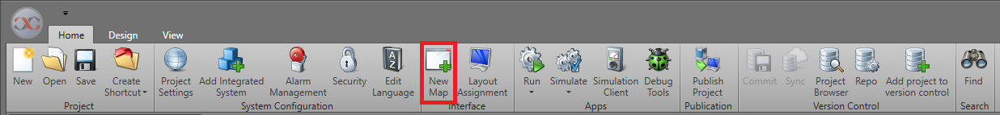 Home Design View
New Open Save Create Shortcut Project Settings Add Integrated System Alarm Management Security Edit Language New Map Layout Assignment Run Simulate Simulation Client Debug Tools Publish Project Commit Sync Project Browser Repo Add project to version control Find
Project System Configuration Interface Apps Publication Version Control Search